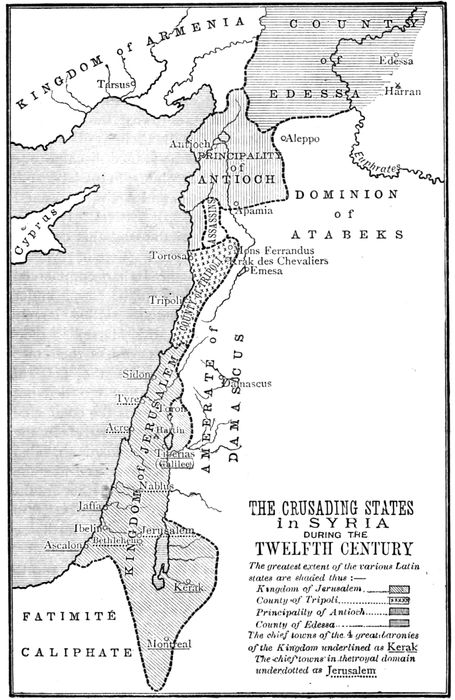 COUNTY
of
EDESSA
KINGDOM of ARMENIA
Edessa
Tarsus
Harran
Antioch
Aleppo
PRINCIPALITY
of
ANTIOCH
Euphrates
DOMINION
of
ATABEKS
Apamia
ASSASSINS
Cyprus
Mons Ferrandus
Krak des Chevaliers
Emesa
Tortosa
COUNTY of TRIPOLI
Tripoli
AMEERATE of
DAMASCUS
Damascus
Sidon
Tyre
Toron
Acre
Hattin
Tiberias
(Galilee)
KINGDOM of JERUSALEM
Nablus
Jaffa
Ibelin
Jerusalem
Bethlehem
Ascalon
Kerak
Montreal
FATIMITÉ
CALIPHATE
THE CRUSADING STATES
in SYRIA
DURING THE
TWELFTH CENTURY
The greatest extent of the various Latin
states are shaded thus :—
Kingdom of Jerusalem
County of Tripoli
Principality of Antioch
County of Edessa
The chief towns of the 4 great baronies
of the Kingdom underlined as Kerak
The chief towns in the royal domain
underdotted as Jerusalem